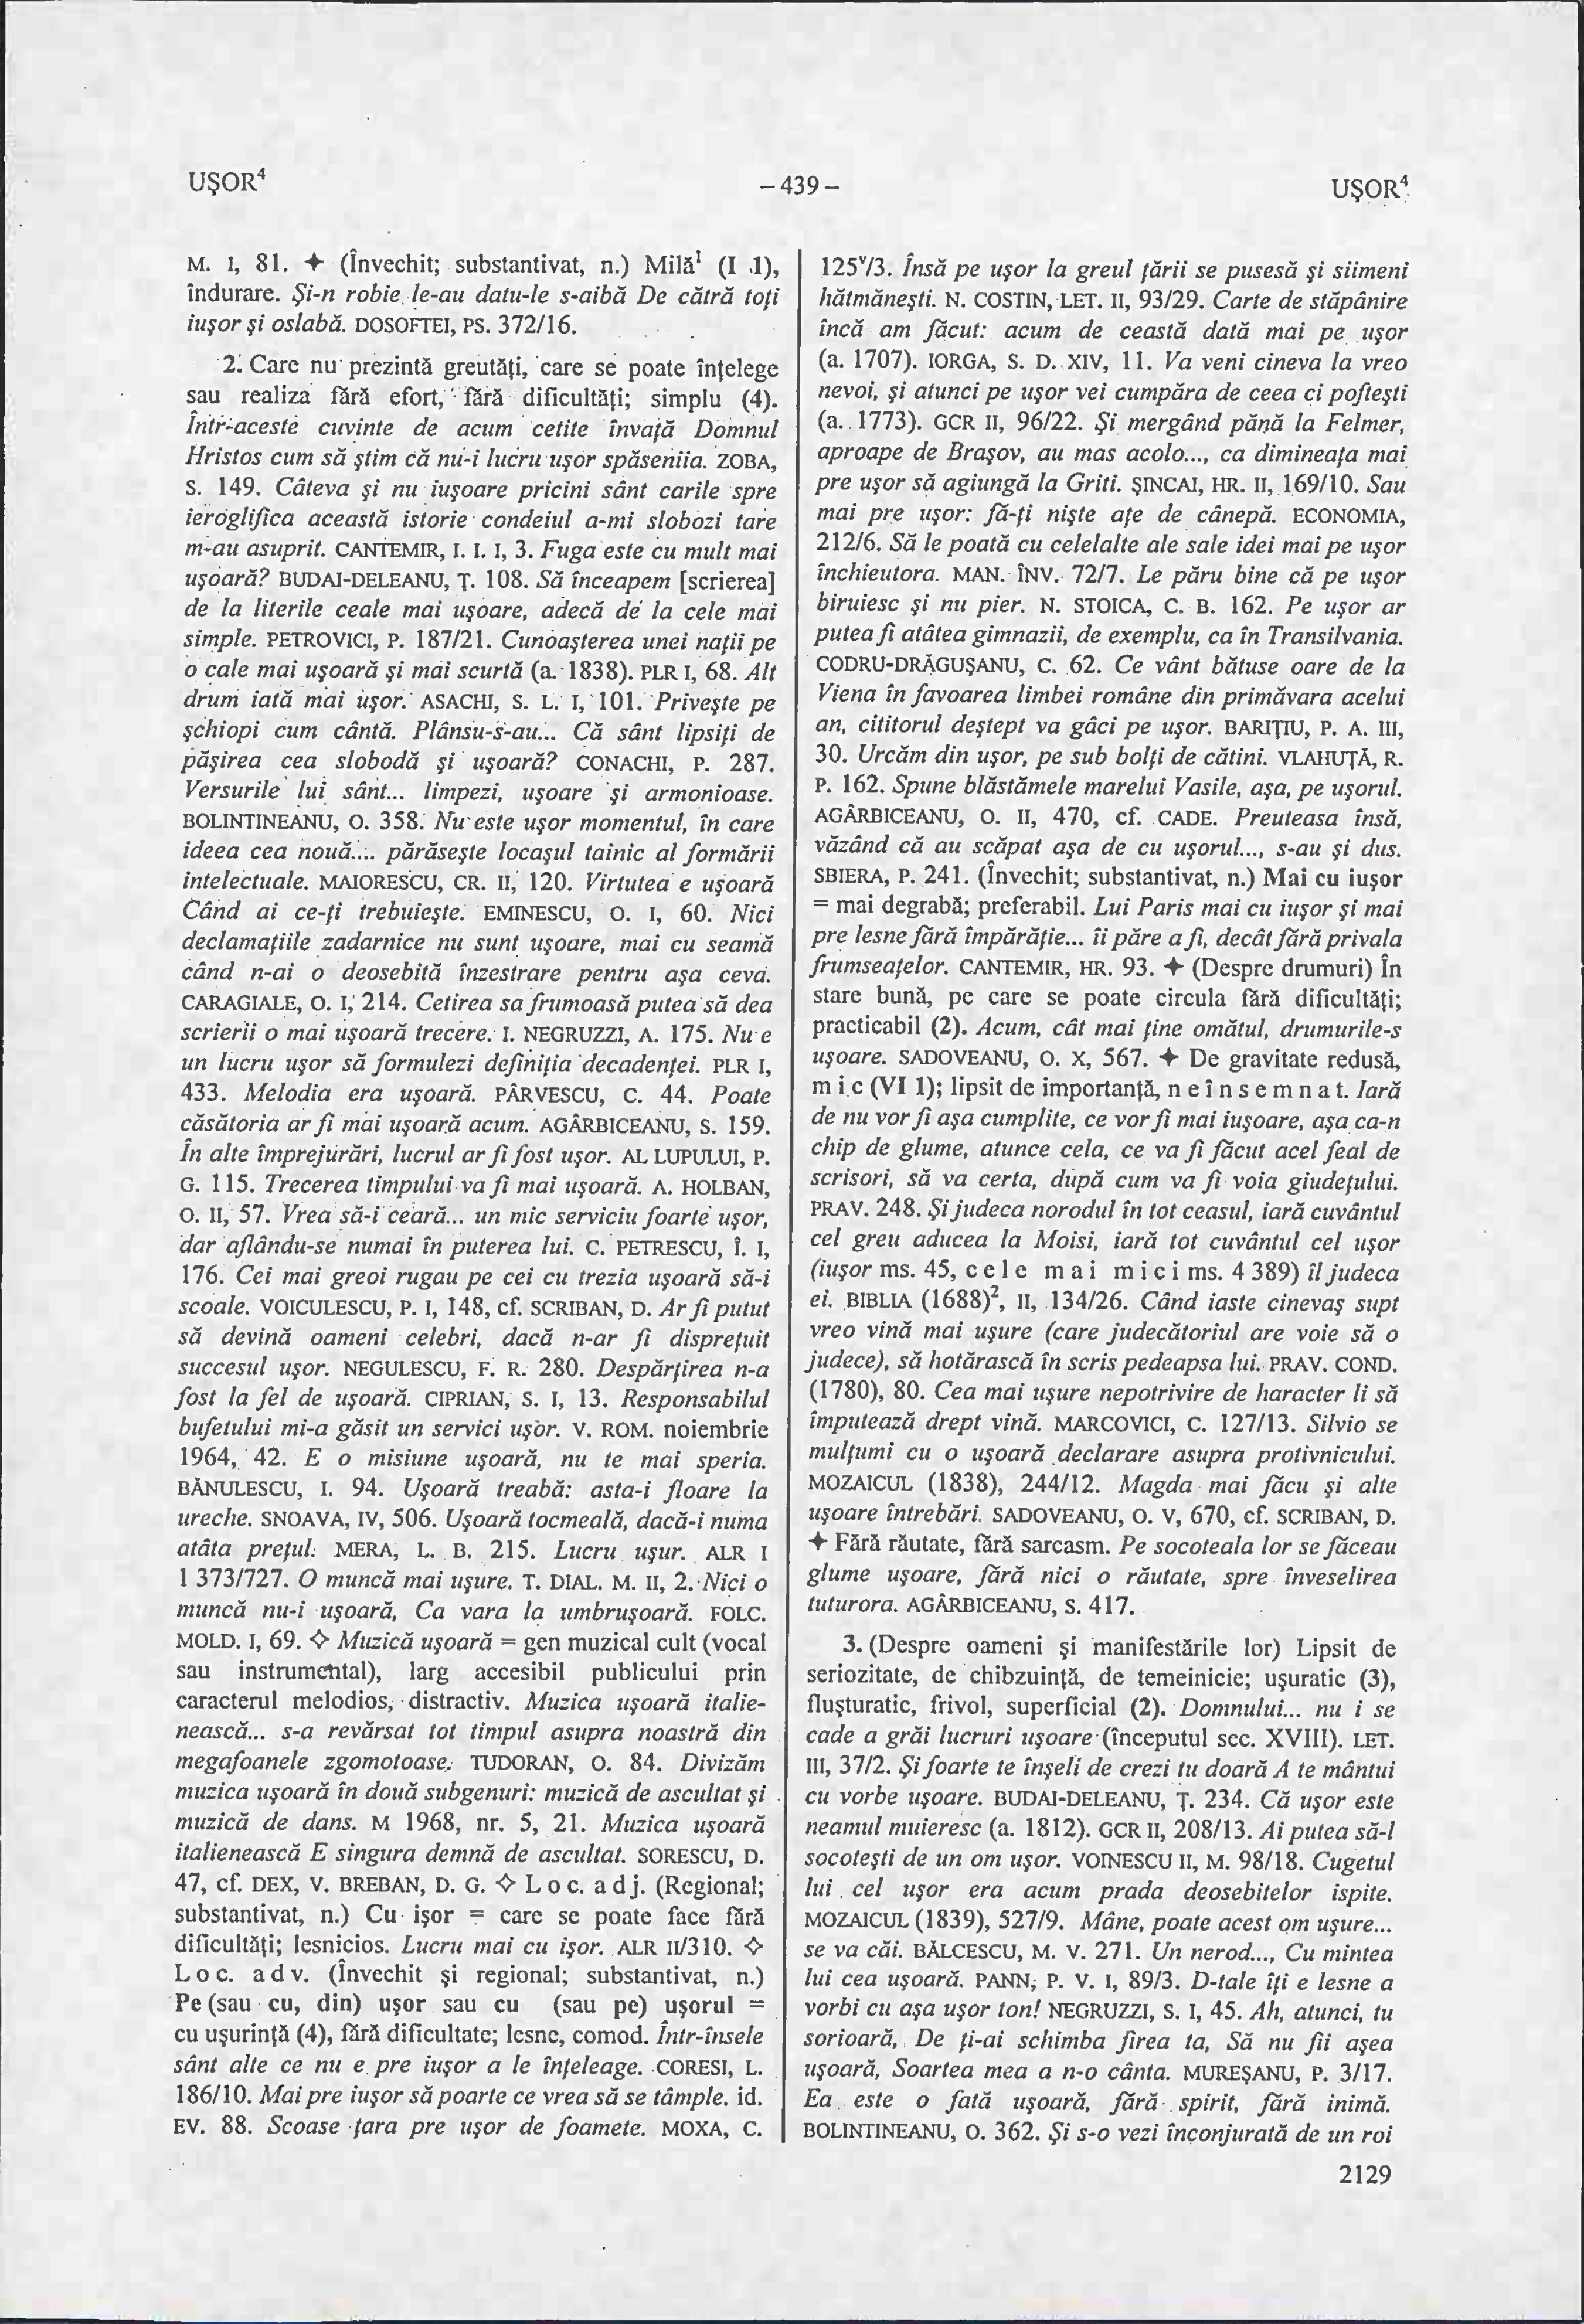 UŞOR⁴
– 439 –
UŞOR⁴
M. I, 81. ✦ (Învechit; substantivat, n.) Milă¹ (I 1),
îndurare. Şi-n robie le-au datu-le s-aibă De cătră toţi
iuşor şi oslabă. DOSOFTEI, PS. 372/16.
2. Care nu prezintă greutăţi, care se poate înţelege
sau realiza fără efort, fără dificultăţi; simplu (4).
Într-aceste cuvinte de acum cetite învaţă Domnul
Hristos cum să ştim că nu-i lucru uşor spăseniia. ZOBA,
S. 149. Câteva şi nu iuşoare pricini sânt carile spre
ieroglifica această istorie condeiul a-mi slobozi tare
m-au asuprit. CANTEMIR, I. I. I, 3. Fuga este cu mult mai
uşoară? BUDAI-DELEANU, Ţ. 108. Să înceapem [scrierea]
de la literile ceale mai uşoare, adecă de la cele mai
simple. PETROVICI, P. 187/21. Cunoaşterea unei naţii pe
o cale mai uşoară şi mai scurtă (a. 1838). PLR I, 68. Alt
drum iată mai uşor. ASACHI, S. L. I, 101. Priveşte pe
şchiopi cum cântă. Plânsu-s-au... Că sânt lipsiţi de
păşirea cea slobodă şi uşoară? CONACHI, P. 287.
Versurile lui sânt... limpezi, uşoare şi armonioase.
BOLINTINEANU, O. 358. Nu este uşor momentul, în care
ideea cea nouă... părăseşte locaşul tainic al formării
intelectuale. MAIORESCU, CR. II, 120. Virtutea e uşoară
Când ai ce-ţi trebuieşte. EMINESCU, O. I, 60. Nici
declamaţiile zadarnice nu sunt uşoare, mai cu seamă
când n-ai o deosebită înzestrare pentru aşa ceva.
CARAGIALE, O. I, 214. Cetirea sa frumoasă putea să dea
scrierii o mai uşoară trecere. I. NEGRUZZI, A. 175. Nu e
un lucru uşor să formulezi definiţia decadenţei. PLR I,
433. Melodia era uşoară. PÂRVESCU, C. 44. Poate
căsătoria ar fi mai uşoară acum. AGÂRBICEANU, S. 159.
În alte împrejurări, lucrul ar fi fost uşor. AL LUPULUI, P.
G. 115. Trecerea timpului va fi mai uşoară. A. HOLBAN,
O. II, 57. Vrea să-i ceară... un mic serviciu foarte uşor,
dar aflându-se numai în puterea lui. C. PETRESCU, Î. I,
176. Cei mai greoi rugau pe cei cu trezia uşoară să-i
scoale. VOICULESCU, P. I, 148, cf. SCRIBAN, D. Ar fi putut
să devină oameni celebri, dacă n-ar fi dispreţuit
succesul uşor. NEGULESCU, F. R. 280. Despărţirea n-a
fost la fel de uşoară. CIPRIAN, S. I, 13. Responsabilul
bufetului mi-a găsit un servici uşor. V. ROM. noiembrie
1964, 42. E o misiune uşoară, nu te mai speria.
BĂNULESCU, I. 94. Uşoară treabă: asta-i floare la
ureche. SNOAVA, IV, 506. Uşoară tocmeală, dacă-i numa
atâta preţul: MERA, L. B. 215. Lucru uşur. ALR I
1 373/727. O muncă mai uşure. T. DIAL. M. II, 2. Nici o
muncă nu-i uşoară, Ca vara la umbruşoară. FOLC.
MOLD. I, 69. ✧ Muzică uşoară = gen muzical cult (vocal
sau instrumental), larg accesibil publicului prin
caracterul melodios, distractiv. Muzica uşoară italie-
nească... s-a revărsat tot timpul asupra noastră din
megafoanele zgomotoase. TUDORAN, O. 84. Divizăm
muzica uşoară în două subgenuri: muzică de ascultat şi
muzică de dans. M 1968, nr. 5, 21. Muzica uşoară
italienească E singura demnă de ascultat. SORESCU, D.
47, cf. DEX, V. BREBAN, D. G. ✧ L o c. a d j. (Regional;
substantivat, n.) Cu işor = care se poate face fără
dificultăţi; lesnicios. Lucru mai cu işor. ALR II/310. ✧
L o c. a d v. (Învechit şi regional; substantivat, n.)
Pe (sau cu, din) uşor sau cu (sau pe) uşorul =
cu uşurinţă (4), fără dificultate; lesne, comod. Într-însele
sânt alte ce nu e pre iuşor a le înţeleage. CORESI, L.
186/10. Mai pre iuşor să poarte ce vrea să se tâmple. id.
EV. 88. Scoase ţara pre uşor de foamete. MOXA, C.
125ᵛ/3. Însă pe uşor la greul ţării se pusesă şi siimeni
hătmăneşti. N. COSTIN, LET. II, 93/29. Carte de stăpânire
încă am făcut: acum de ceastă dată mai pe uşor
(a. 1707). IORGA, S. D. XIV, 11. Va veni cineva la vreo
nevoi, şi atunci pe uşor vei cumpăra de ceea ci pofteşti
(a. 1773). GCR II, 96/22. Şi mergând până la Felmer,
aproape de Braşov, au mas acolo..., ca dimineaţa mai
pre uşor să agiungă la Griti. ŞINCAI, HR. II, 169/10. Sau
mai pre uşor: fă-ţi nişte aţe de cânepă. ECONOMIA,
212/6. Să le poată cu celelalte ale sale idei mai pe uşor
închieutora. MAN. ÎNV. 72/7. Le păru bine că pe uşor
biruiesc şi nu pier. N. STOICA, C. B. 162. Pe uşor ar
putea fi atâtea gimnazii, de exemplu, ca în Transilvania.
CODRU-DRĂGUŞANU, C. 62. Ce vânt bătuse oare de la
Viena în favoarea limbei române din primăvara acelui
an, cititorul deştept va gâci pe uşor. BARIŢIU, P. A. III,
30. Urcăm din uşor, pe sub bolţi de cătini. VLAHUŢĂ, R.
P. 162. Spune blăstămele marelui Vasile, aşa, pe uşorul.
AGÂRBICEANU, O. II, 470, cf. CADE. Preuteasa însă,
văzând că au scăpat aşa de cu uşorul..., s-au şi dus.
SBIERA, P. 241. (Învechit; substantivat, n.) Mai cu iuşor
= mai degrabă; preferabil. Lui Paris mai cu iuşor şi mai
pre lesne fără împărăţie... îi păre a fi, decât fără privala
frumseaţelor. CANTEMIR, HR. 93. ✦ (Despre drumuri) În
stare bună, pe care se poate circula fără dificultăţi;
practicabil (2). Acum, cât mai ţine omătul, drumurile-s
uşoare. SADOVEANU, O. X, 567. ✦ De gravitate redusă,
m i c (VI 1); lipsit de importanţă, n e î n s e m n a t. Iară
de nu vor fi aşa cumplite, ce vor fi mai iuşoare, aşa ca-n
chip de glume, atunce cela, ce va fi făcut acel feal de
scrisori, să va certa, după cum va fi voia giudeţului.
PRAV. 248. Şi judeca norodul în tot ceasul, iară cuvântul
cel greu aducea la Moisi, iară tot cuvântul cel uşor
(iuşor ms. 45, c e l e m a i m i c i ms. 4 389) îl judeca
ei. BIBLIA (1688)², II, 134/26. Când iaste cinevaş supt
vreo vină mai uşure (care judecătoriul are voie să o
judece), să hotărască în scris pedeapsa lui. PRAV. COND.
(1780), 80. Cea mai uşure nepotrivire de haracter li să
împutează drept vină. MARCOVICI, C. 127/13. Silvio se
mulţumi cu o uşoară declarare asupra protivnicului.
MOZAICUL (1838), 244/12. Magda mai făcu şi alte
uşoare întrebări. SADOVEANU, O. V, 670, cf. SCRIBAN, D.
✦ Fără răutate, fără sarcasm. Pe socoteala lor se făceau
glume uşoare, fără nici o răutate, spre înveselirea
tuturora. AGÂRBICEANU, S. 417.
3. (Despre oameni şi manifestările lor) Lipsit de
seriozitate, de chibzuinţă, de temeinicie; uşuratic (3),
fluşturatic, frivol, superficial (2). Domnului... nu i se
cade a grăi lucruri uşoare (începutul sec. XVIII). LET.
III, 37/2. Şi foarte te înşeli de crezi tu doară A te mântui
cu vorbe uşoare. BUDAI-DELEANU, Ţ. 234. Că uşor este
neamul muieresc (a. 1812). GCR II, 208/13. Ai putea să-l
socoteşti de un om uşor. VOINESCU II, M. 98/18. Cugetul
lui cel uşor era acum prada deosebitelor ispite.
MOZAICUL (1839), 527/9. Mâne, poate acest om uşure...
se va căi. BĂLCESCU, M. V. 271. Un nerod..., Cu mintea
lui cea uşoară. PANN, P. V. I, 89/3. D-tale îţi e lesne a
vorbi cu aşa uşor ton! NEGRUZZI, S. I, 45. Ah, atunci, tu
sorioară, De ţi-ai schimba firea ta, Să nu fii aşea
uşoară, Soartea mea a n-o cânta. MUREŞANU, P. 3/17.
Ea este o fată uşoară, fără spirit, fără inimă.
BOLINTINEANU, O. 362. Şi s-o vezi înconjurată de un roi
2129